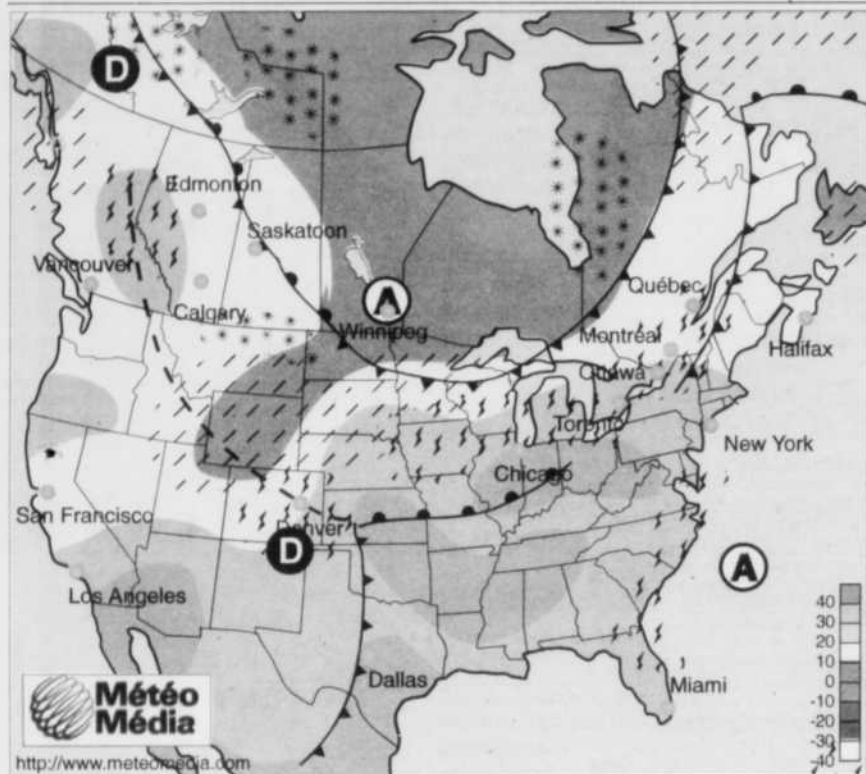 D
Edmonton
Saskatoon
Vancouver
Calgary
A
Winnipeg
Québec
Montréal
Halifax
Ottawa
Toronto
New York
Chicago
San Francisco
Denver
D
A
Los Angeles
Dallas
Miami
40
30
20
10
0
-10
-20
-30
-40
Météo
Média
http://www.meteomedia.com